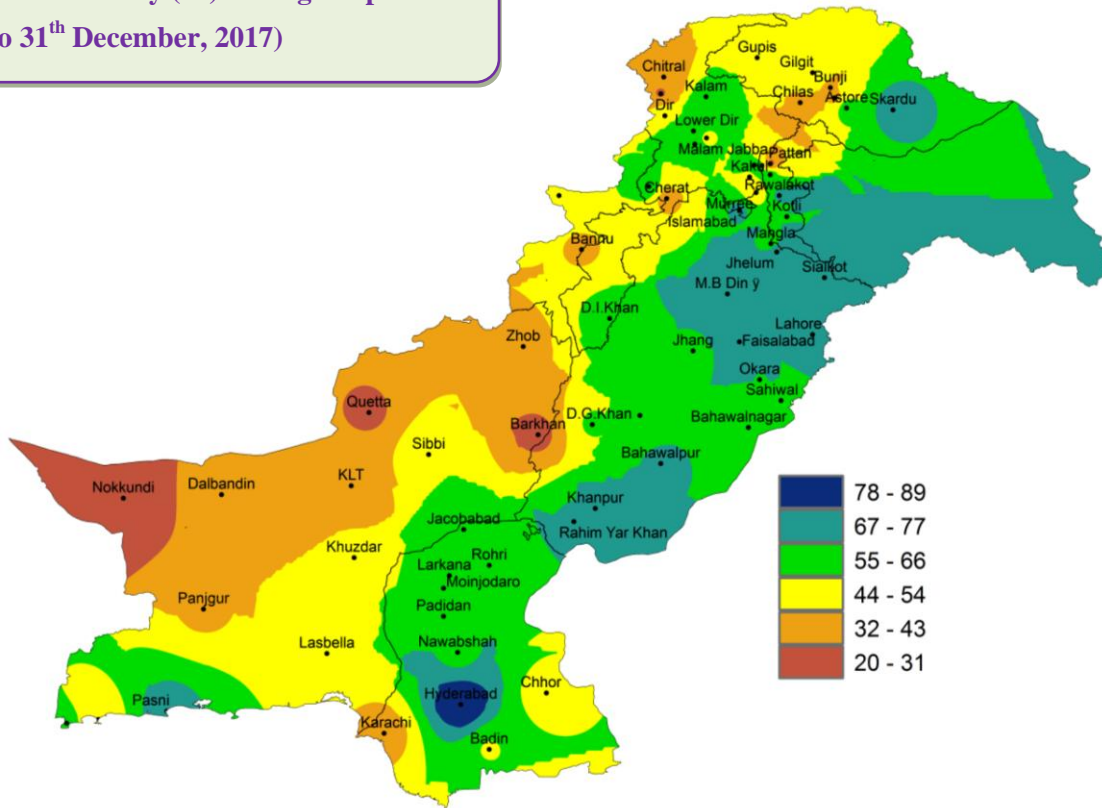 31th December, 2017)
Gupis
Gilgit
Bunji
Chitral
Kalam
Chilas
Astore
Skardu
Dir
Lower Dir
Malam Jabba
Pattan
Cherat
Rawalakot
Murree
Kotli
Islamabad
Bannu
Mangla
Jhelum
Sialkot
M.B Din ÿ
D.I.Khan
Lahore
Zhob
Jhang
Faisalabad
Okara
Sahiwal
Quetta
D.G.Khan
Bahawalnagar
Barkhan
Sibbi
Bahawalpur
KLT
Nokkundi
Dalbandin
78 - 89
Khanpur
67 - 77
Jacobabad
Rahim Yar Khan
55 - 66
Khuzdar
Rohri
Larkana
Moinjodaro
44 - 54
Panjgur
Padidan
32 - 43
Lasbella
Nawabshah
20 - 31
Pasni
Hyderabad
Chhor
Karachi
Badin